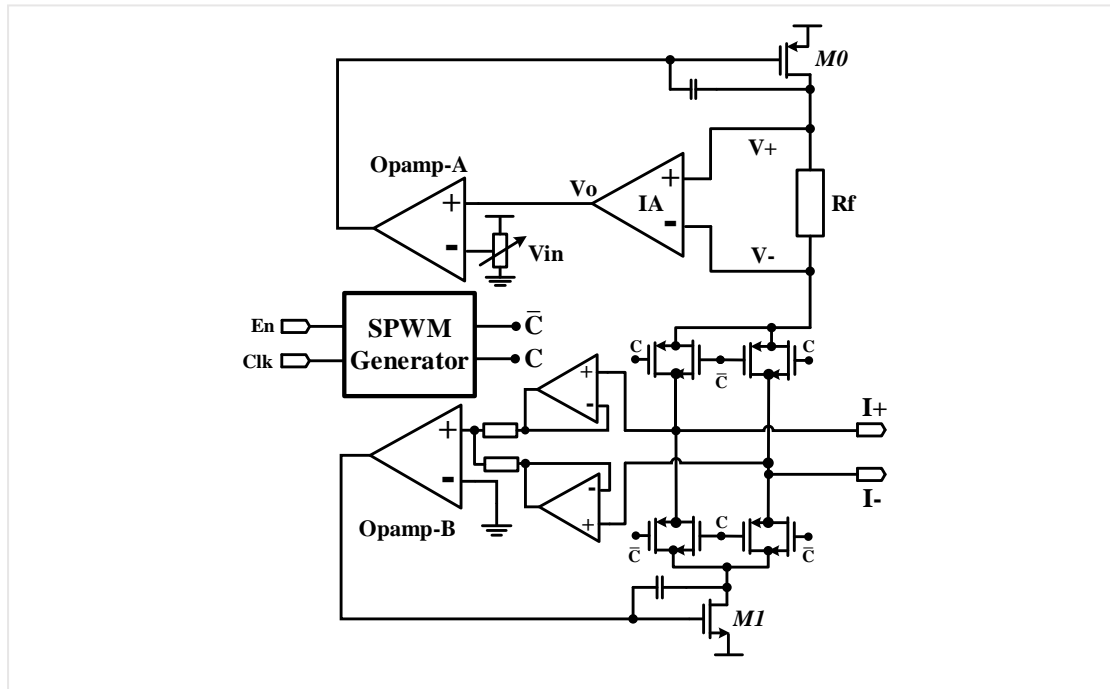 M0
Opamp-A
V+
Vo
+
+
IA
Rf
-
-
Vin
V-
En
SPWM
Generator
C̅
Clk
C
C
C̅
C
+
-
I+
+
-
-
I-
+
Opamp-B
C̅
C
C̅
M1